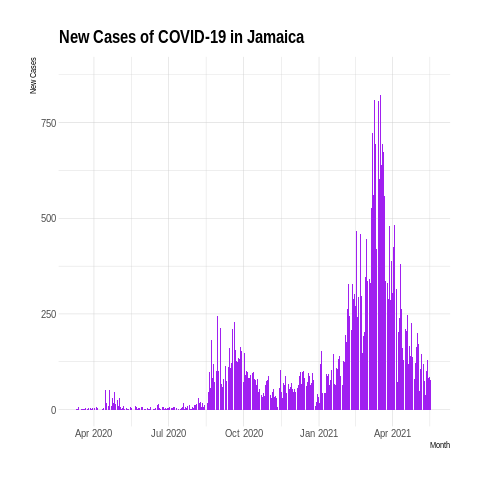 New Cases of COVID-19 in Jamaica
New Cases
750
500
250
0
Apr 2020 Jul 2020 Oct 2020 Jan 2021 Apr 2021
Month